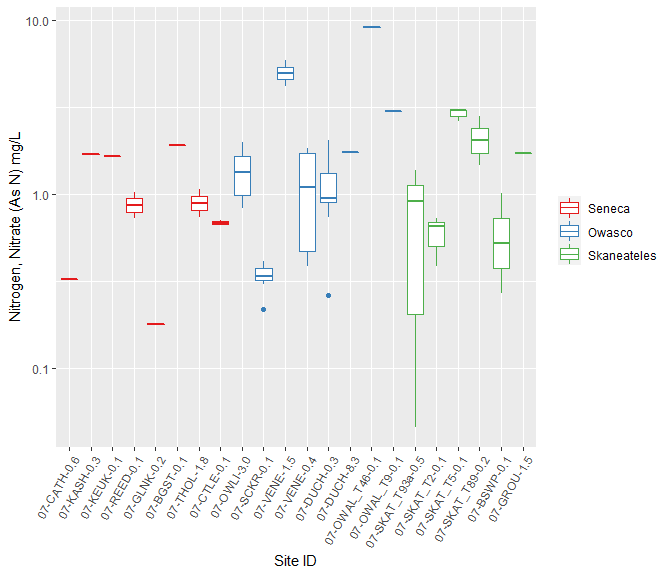 Nitrogen, Nitrate (As N) mg/L
10.0
1.0
0.1
07-CATH-0.6
07-KASH-0.3
07-KEUK-0.1
07-REED-0.1
07-GLNK-0.2
07-BGST-0.1
07-THOL-1.8
07-CTLE-0.1
07-OWLI-3.0
07-SCKR-0.1
07-VENE-1.5
07-VENE-0.4
07-DUCH-0.3
07-DUCH-8.3
07-OWAL_T46-0.1
07-OWAL_T9-0.1
07-SKAT_T93a-0.5
07-SKAT_T2-0.1
07-SKAT_T5-0.1
07-SKAT_T89-0.2
07-BSWP-0.1
07-GROU-1.5
Site ID
Seneca
Owasco
Skaneateles